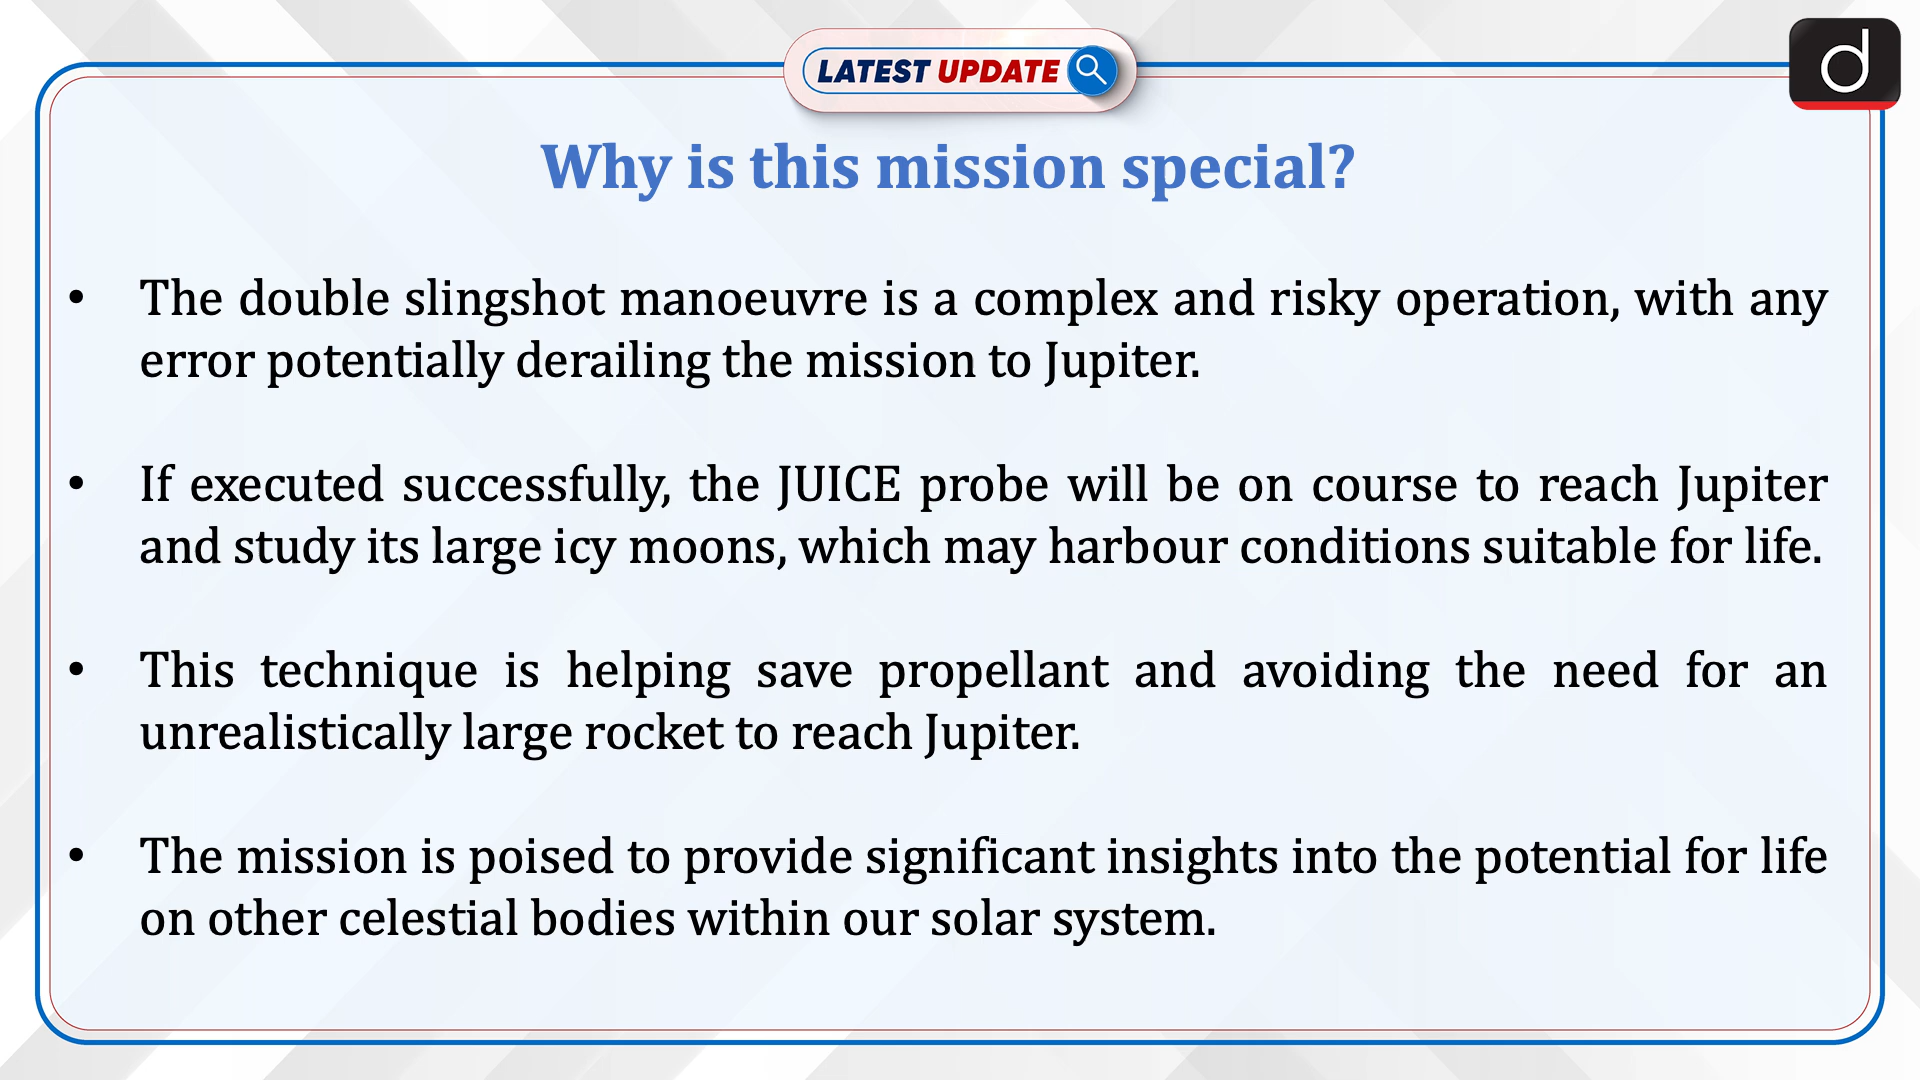 LATEST UPDATE
d
Why is this mission special?
• The double slingshot manoeuvre is a complex and risky operation, with any
error potentially derailing the mission to Jupiter.
• If executed successfully, the JUICE probe will be on course to reach Jupiter
and study its large icy moons, which may harbour conditions suitable for life.
• This technique is helping save propellant and avoiding the need for an
unrealistically large rocket to reach Jupiter.
• The mission is poised to provide significant insights into the potential for life
on other celestial bodies within our solar system.